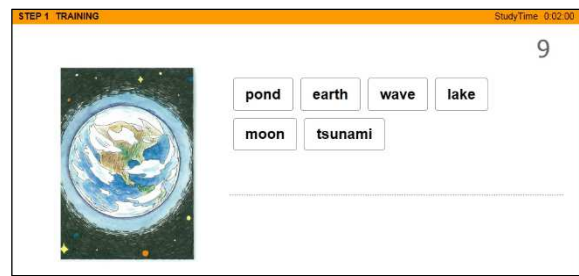 STEP 1 TRAINING StudyTime 0:02:00
9
pond earth wave lake
moon tsunami